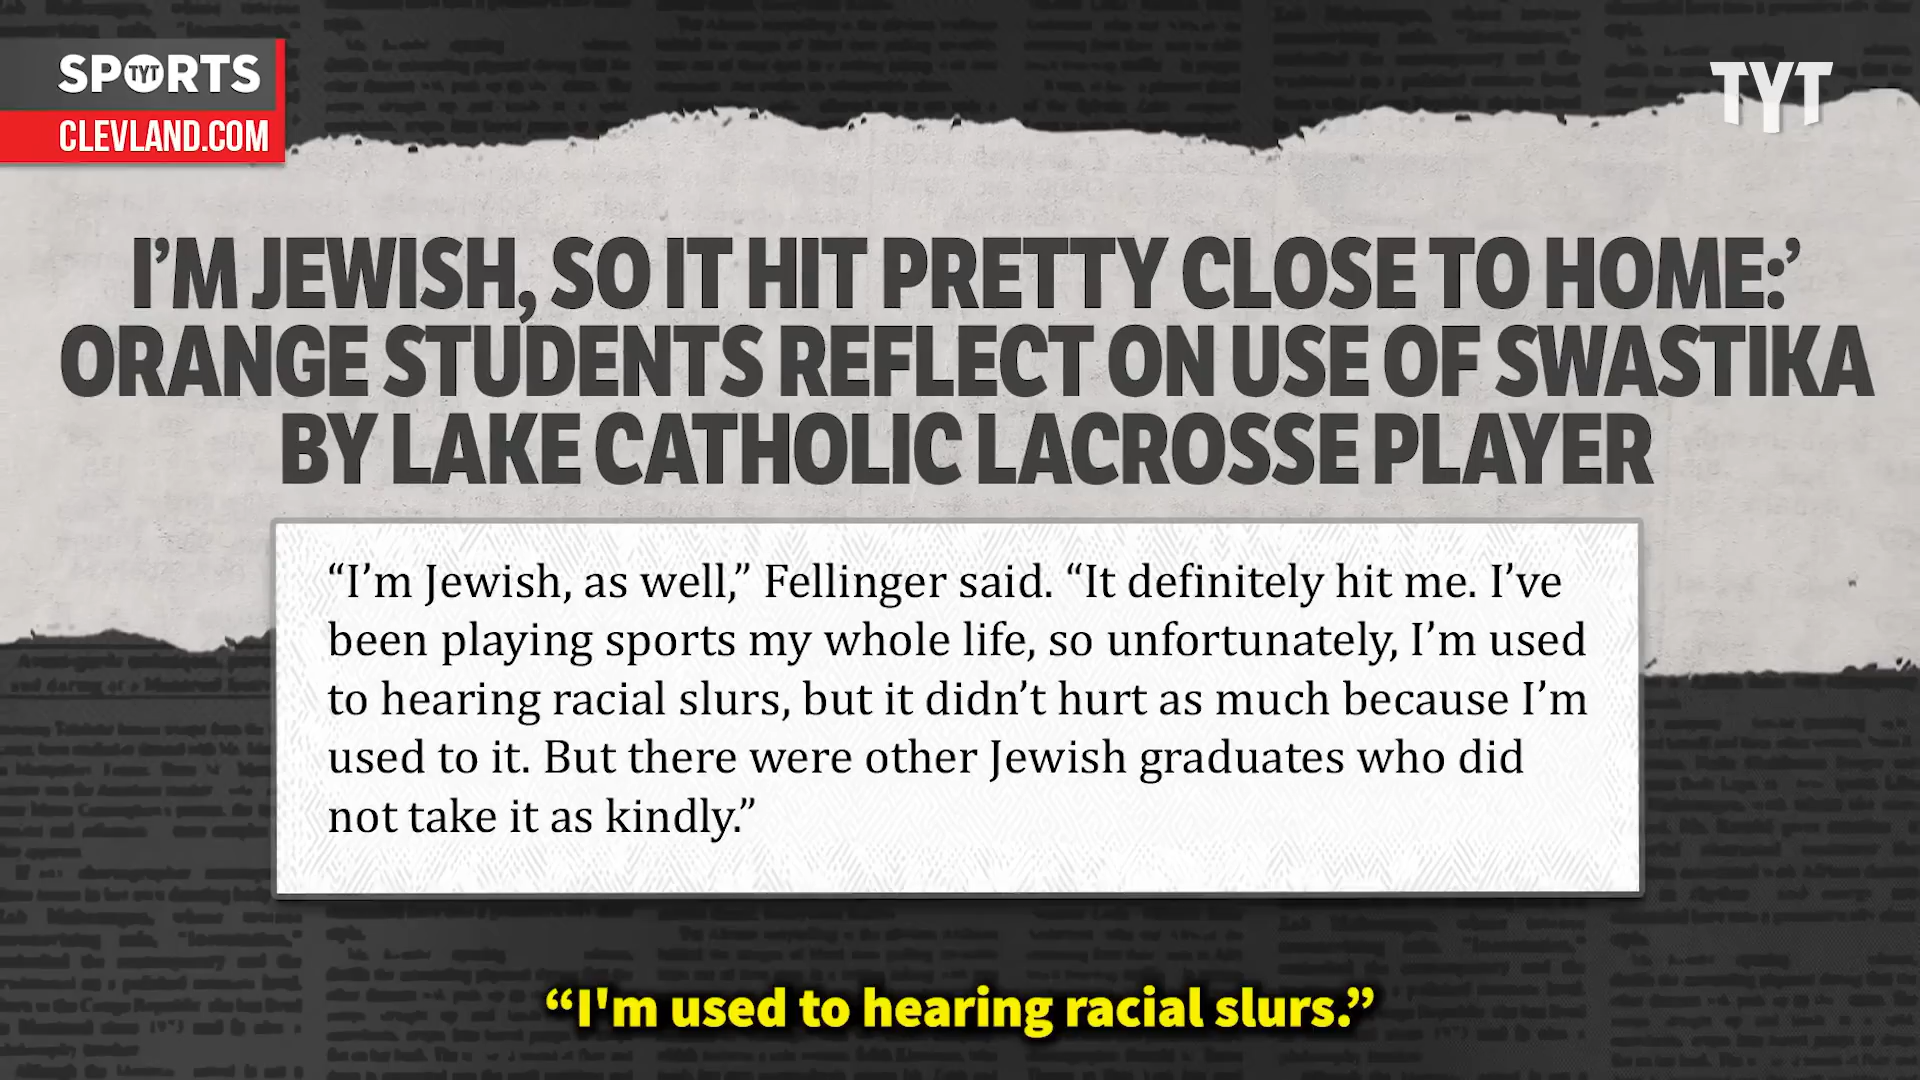 SPORTS
TYT
CLEVLAND.COM
TYT
I’M JEWISH, SO IT HIT PRETTY CLOSE TO HOME:’
ORANGE STUDENTS REFLECT ON USE OF SWASTIKA
BY LAKE CATHOLIC LACROSSE PLAYER
“I’m Jewish, as well,” Fellinger said. “It definitely hit me. I’ve
been playing sports my whole life, so unfortunately, I’m used
to hearing racial slurs, but it didn’t hurt as much because I’m
used to it. But there were other Jewish graduates who did
not take it as kindly.”
“I'm used to hearing racial slurs.”